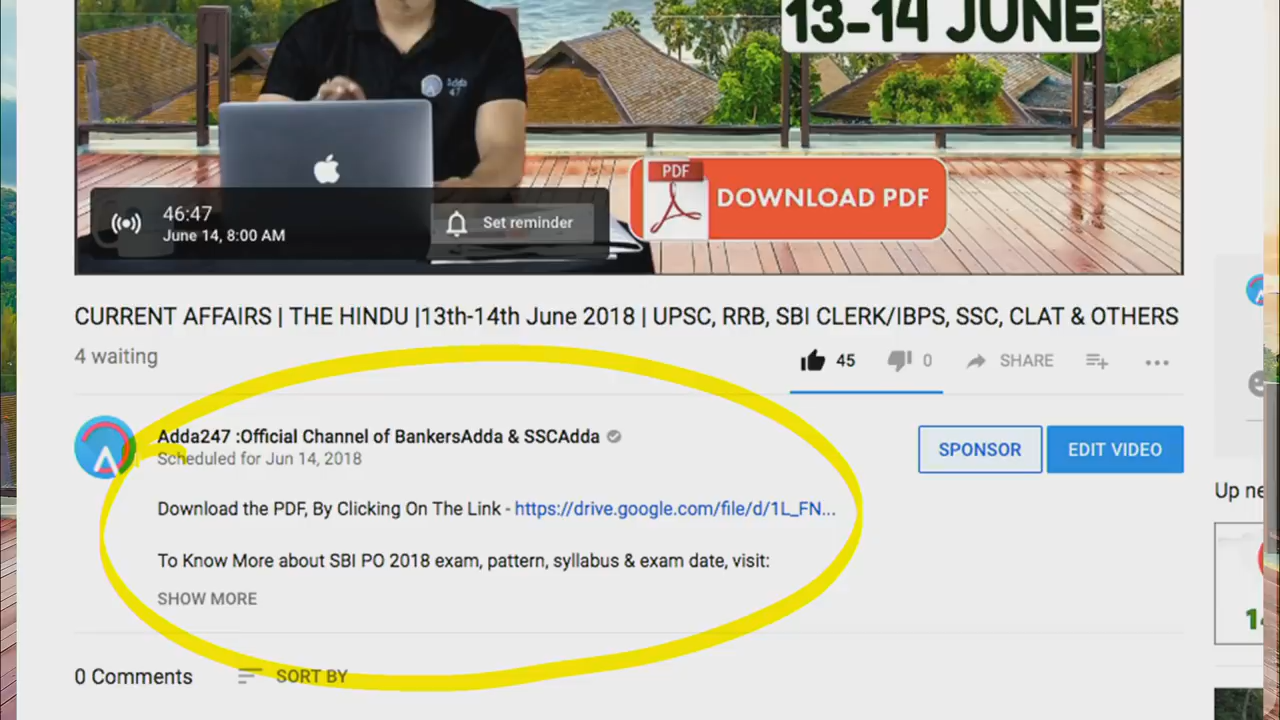 13-14 JUNE
Adda
47
PDF
DOWNLOAD PDF
46:47
June 14, 8:00 AM
Set reminder
CURRENT AFFAIRS | THE HINDU |13th-14th June 2018 | UPSC, RRB, SBI CLERK/IBPS, SSC, CLAT & OTHERS
4 waiting
45
0
SHARE
Adda247 :Official Channel of BankersAdda & SSCAdda
Scheduled for Jun 14, 2018
SPONSOR
EDIT VIDEO
Download the PDF, By Clicking On The Link - https://drive.google.com/file/d/1L_FN...
Up ne
To Know More about SBI PO 2018 exam, pattern, syllabus & exam date, visit:
SHOW MORE
0 Comments
SORT BY